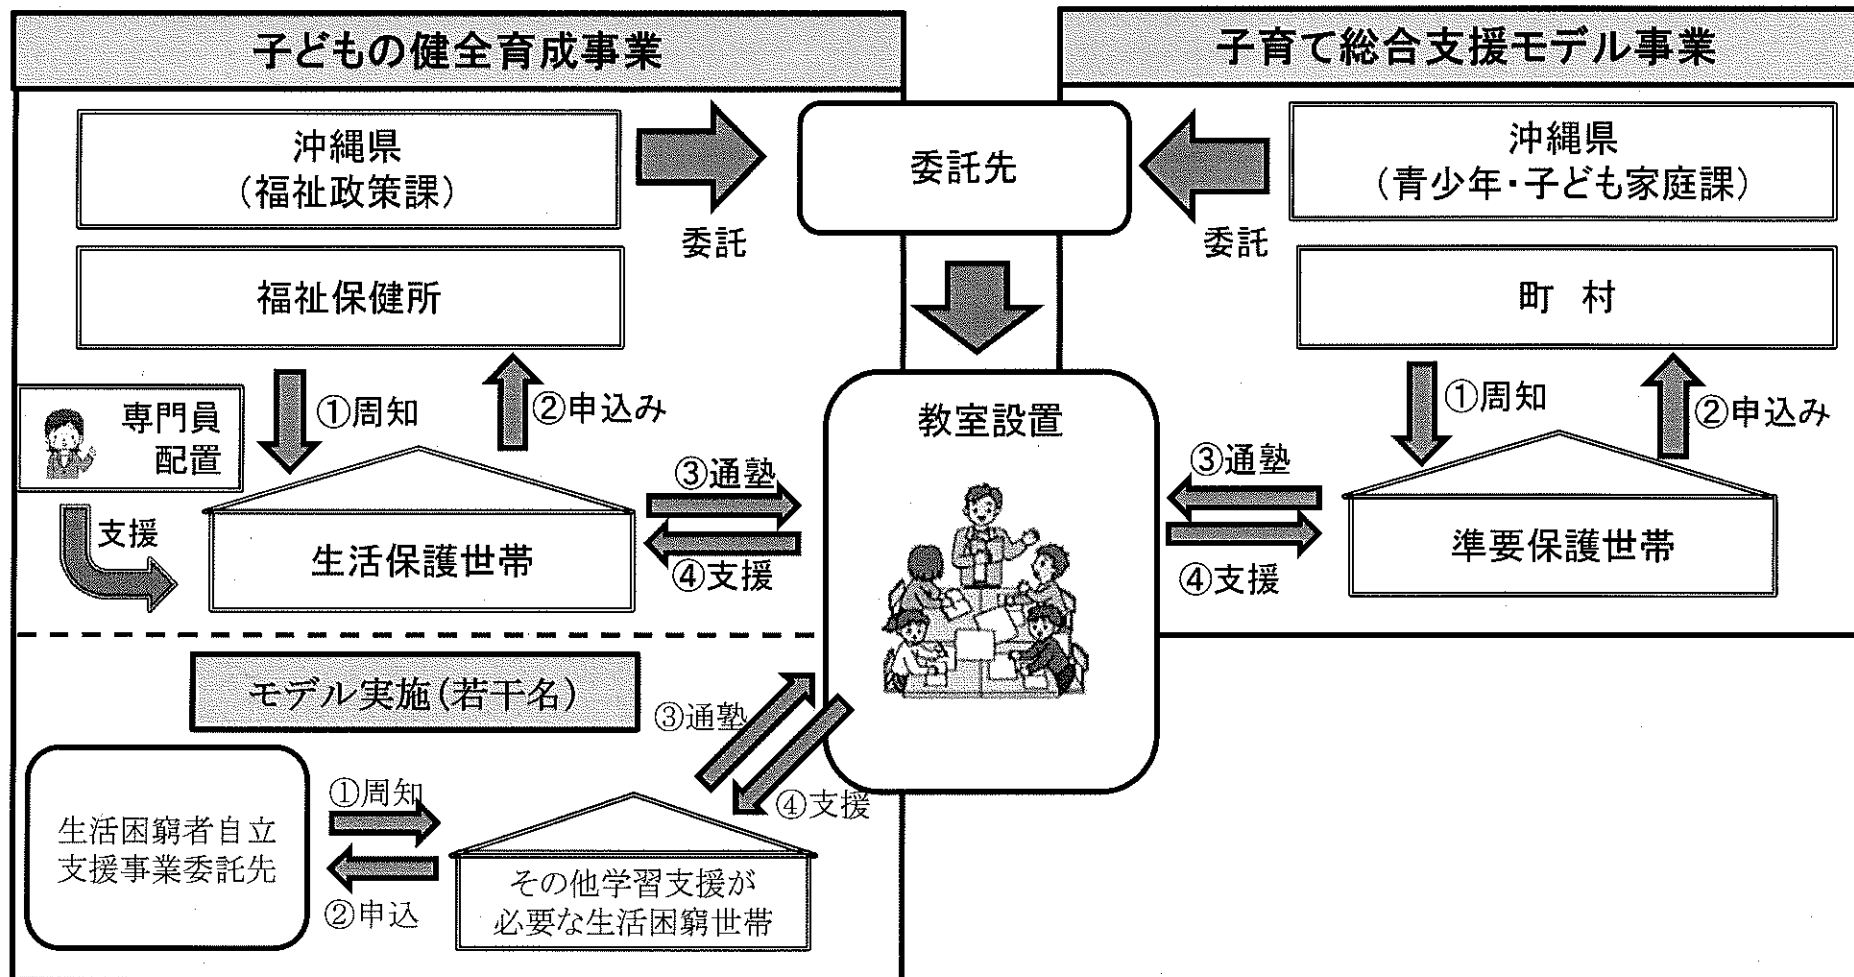 子どもの健全育成事業
子育て総合支援モデル事業
沖縄県
(福祉政策課)
委託
委託先
沖縄県
(青少年・子ども家庭課)
委託
福祉保健所
町 村
専門員
配置
①周知
②申込み
教室設置
①周知
②申込み
支援
生活保護世帯
③通塾
④支援
③通塾
④支援
準要保護世帯
モデル実施(若干名)
③通塾
④支援
生活困窮者自立
支援事業委託先
①周知
②申込
その他学習支援が
必要な生活困窮世帯